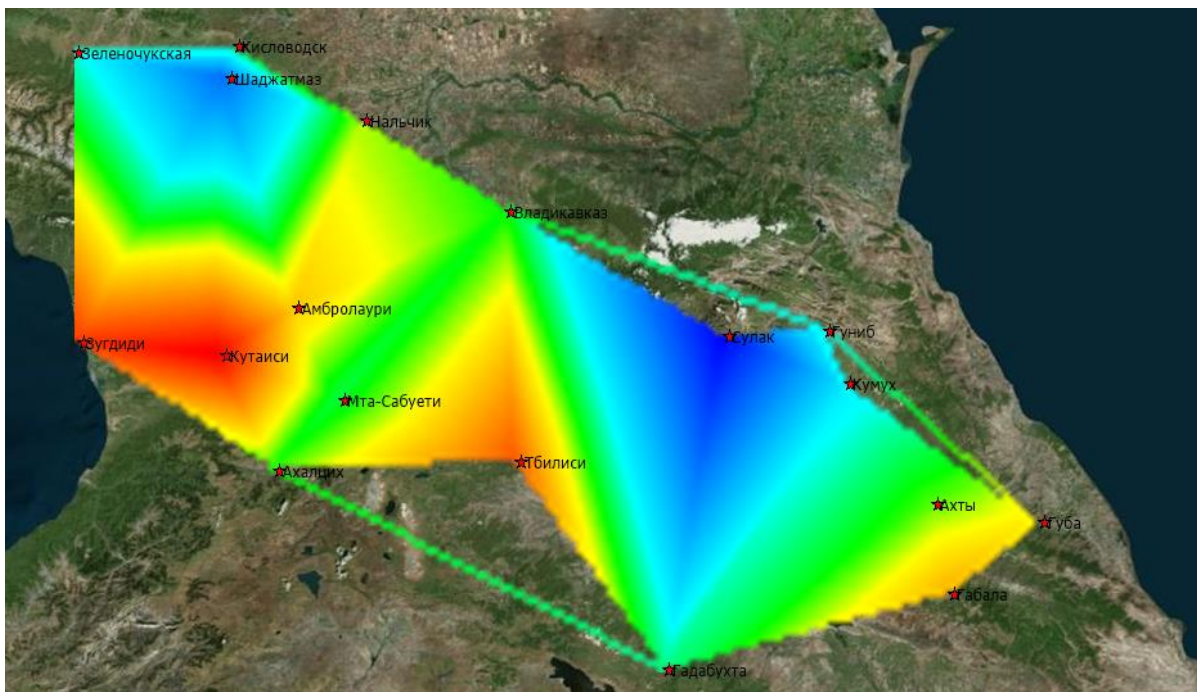 Кисловодск
Зеленочукская
Шаджатмаз
Нальчик
Владикавказ
Амбролаури
Гуниб
Сулак
Зугдиди
Кутаиси
Кумух
Мта-Сабуети
Тбилиси
Ахалцих
Ахты
Губа
Габала
Гадабухта